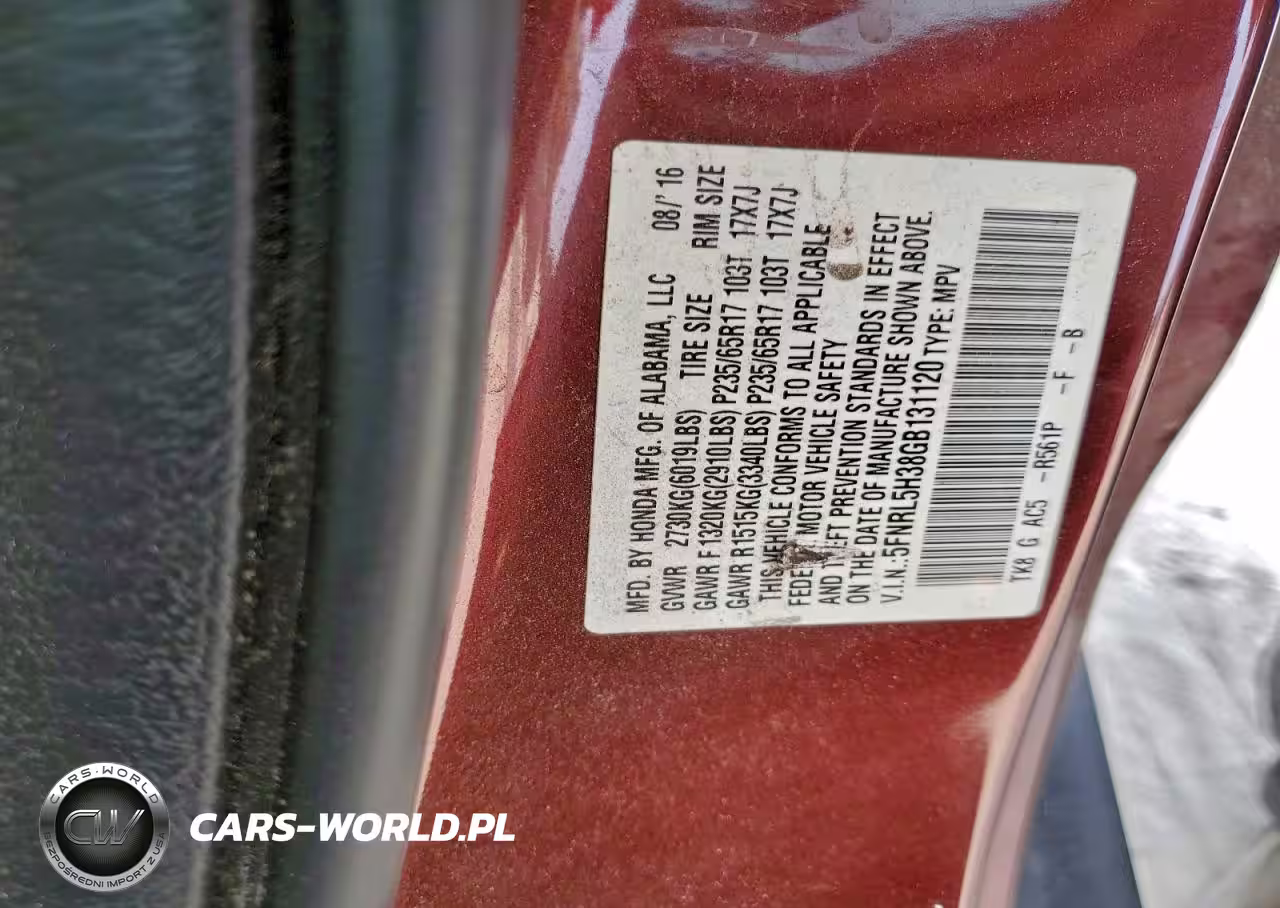 MFD. BY HONDA MFG. OF ALABAMA, LLC 08/' 16
GVWR 2730KG(6019LBS) TIRE SIZE RIM SIZE
GAWR F 1320KG(2910LBS) P235/65R17 103T 17X7J
GAWR R1515KG(3340LBS) P235/65R17 103T 17X7J
THIS VEHICLE CONFORMS TO ALL APPLICABLE
MOTOR VEHICLE SAFETY
AND PREVENTION STANDARDS IN EFFECT
ON THE DATE OF MANUFACTURE SHOWN ABOVE.
V.I.N.:5FNRL5H38GB131120 TYPE: MPV
TK8 G AC5 -R561P -F -B
CARS-WORLD
CW
BEZPOŚREDNI IMPORT Z USA
CARS-WORLD.PL